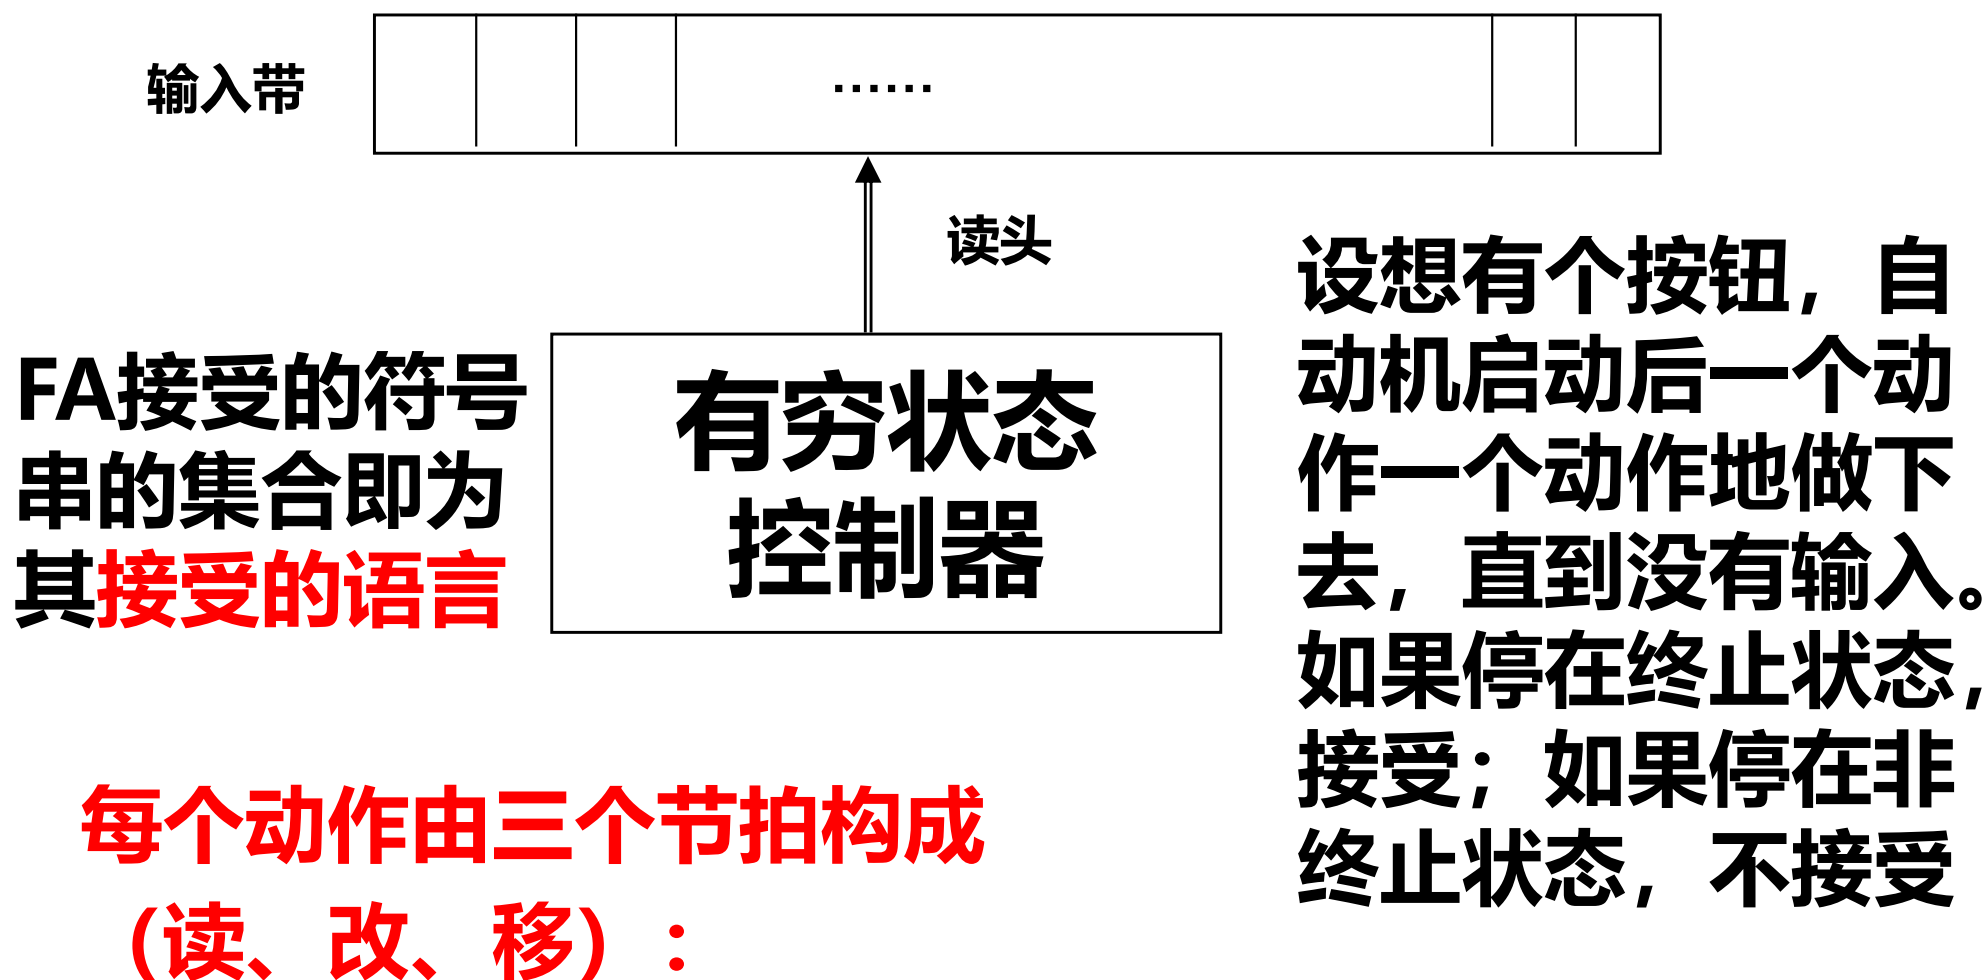 输入带
……
读头
FA接受的符号
串的集合即为
其接受的语言
有穷状态
控制器
设想有个按钮，自
动机启动后一个动
作一个动作地做下
去，直到没有输入。
如果停在终止状态，
接受；如果停在非
终止状态，不接受
每个动作由三个节拍构成
（读、改、移）：